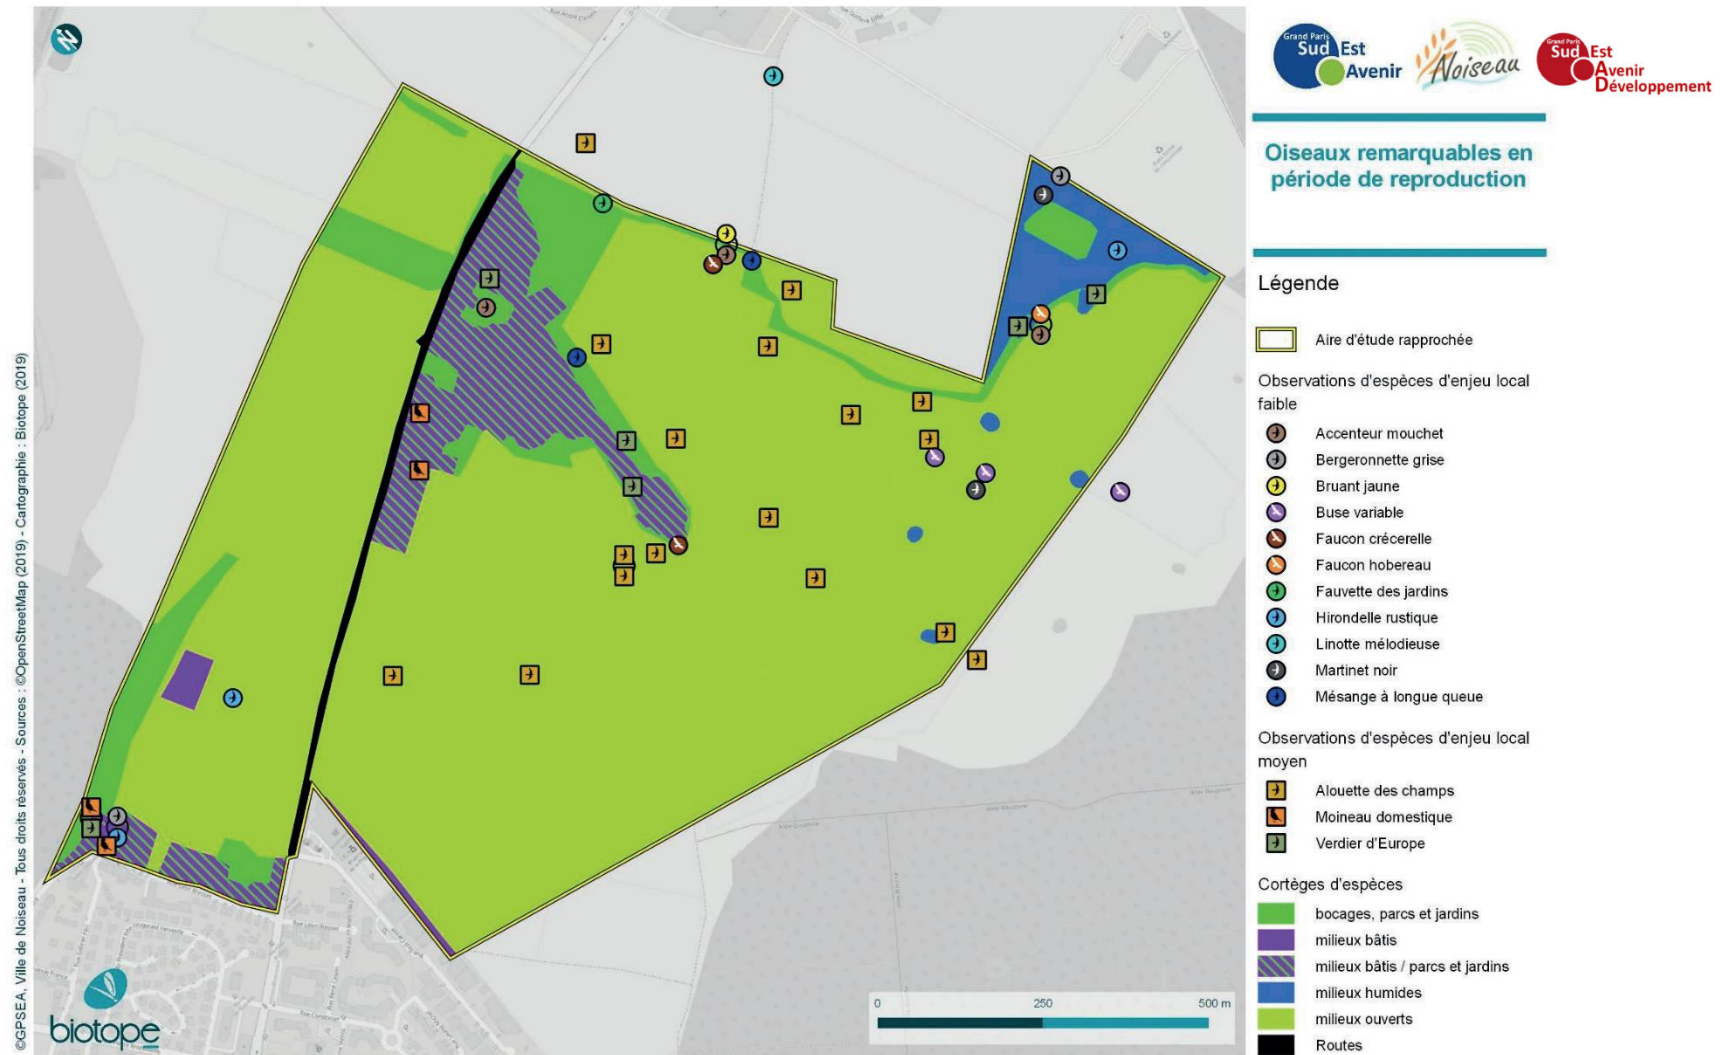 Grand Paris
Sud Est
Avenir
Noiseau
Grand Paris
Sud Est
Avenir
Développement
Oiseaux remarquables en
période de reproduction
Légende
Aire d'étude rapprochée
Observations d'espèces d'enjeu local
faible
Accenteur mouchet
Bergeronnette grise
Bruant jaune
Buse variable
Faucon crécerelle
Faucon hobereau
Fauvette des jardins
Hirondelle rustique
Linotte mélodieuse
Martinet noir
Mésange à longue queue
Observations d'espèces d'enjeu local
moyen
Alouette des champs
Moineau domestique
Verdier d'Europe
Cortèges d'espèces
bocages, parcs et jardins
milieux bâtis
milieux bâtis / parcs et jardins
milieux humides
milieux ouverts
Routes
N
0 250 500 m
biotope
©GPSEA, Ville de Noiseau - Tous droits réservés - Sources : ©OpenStreetMap (2019) - Cartographie : Biotope (2019)